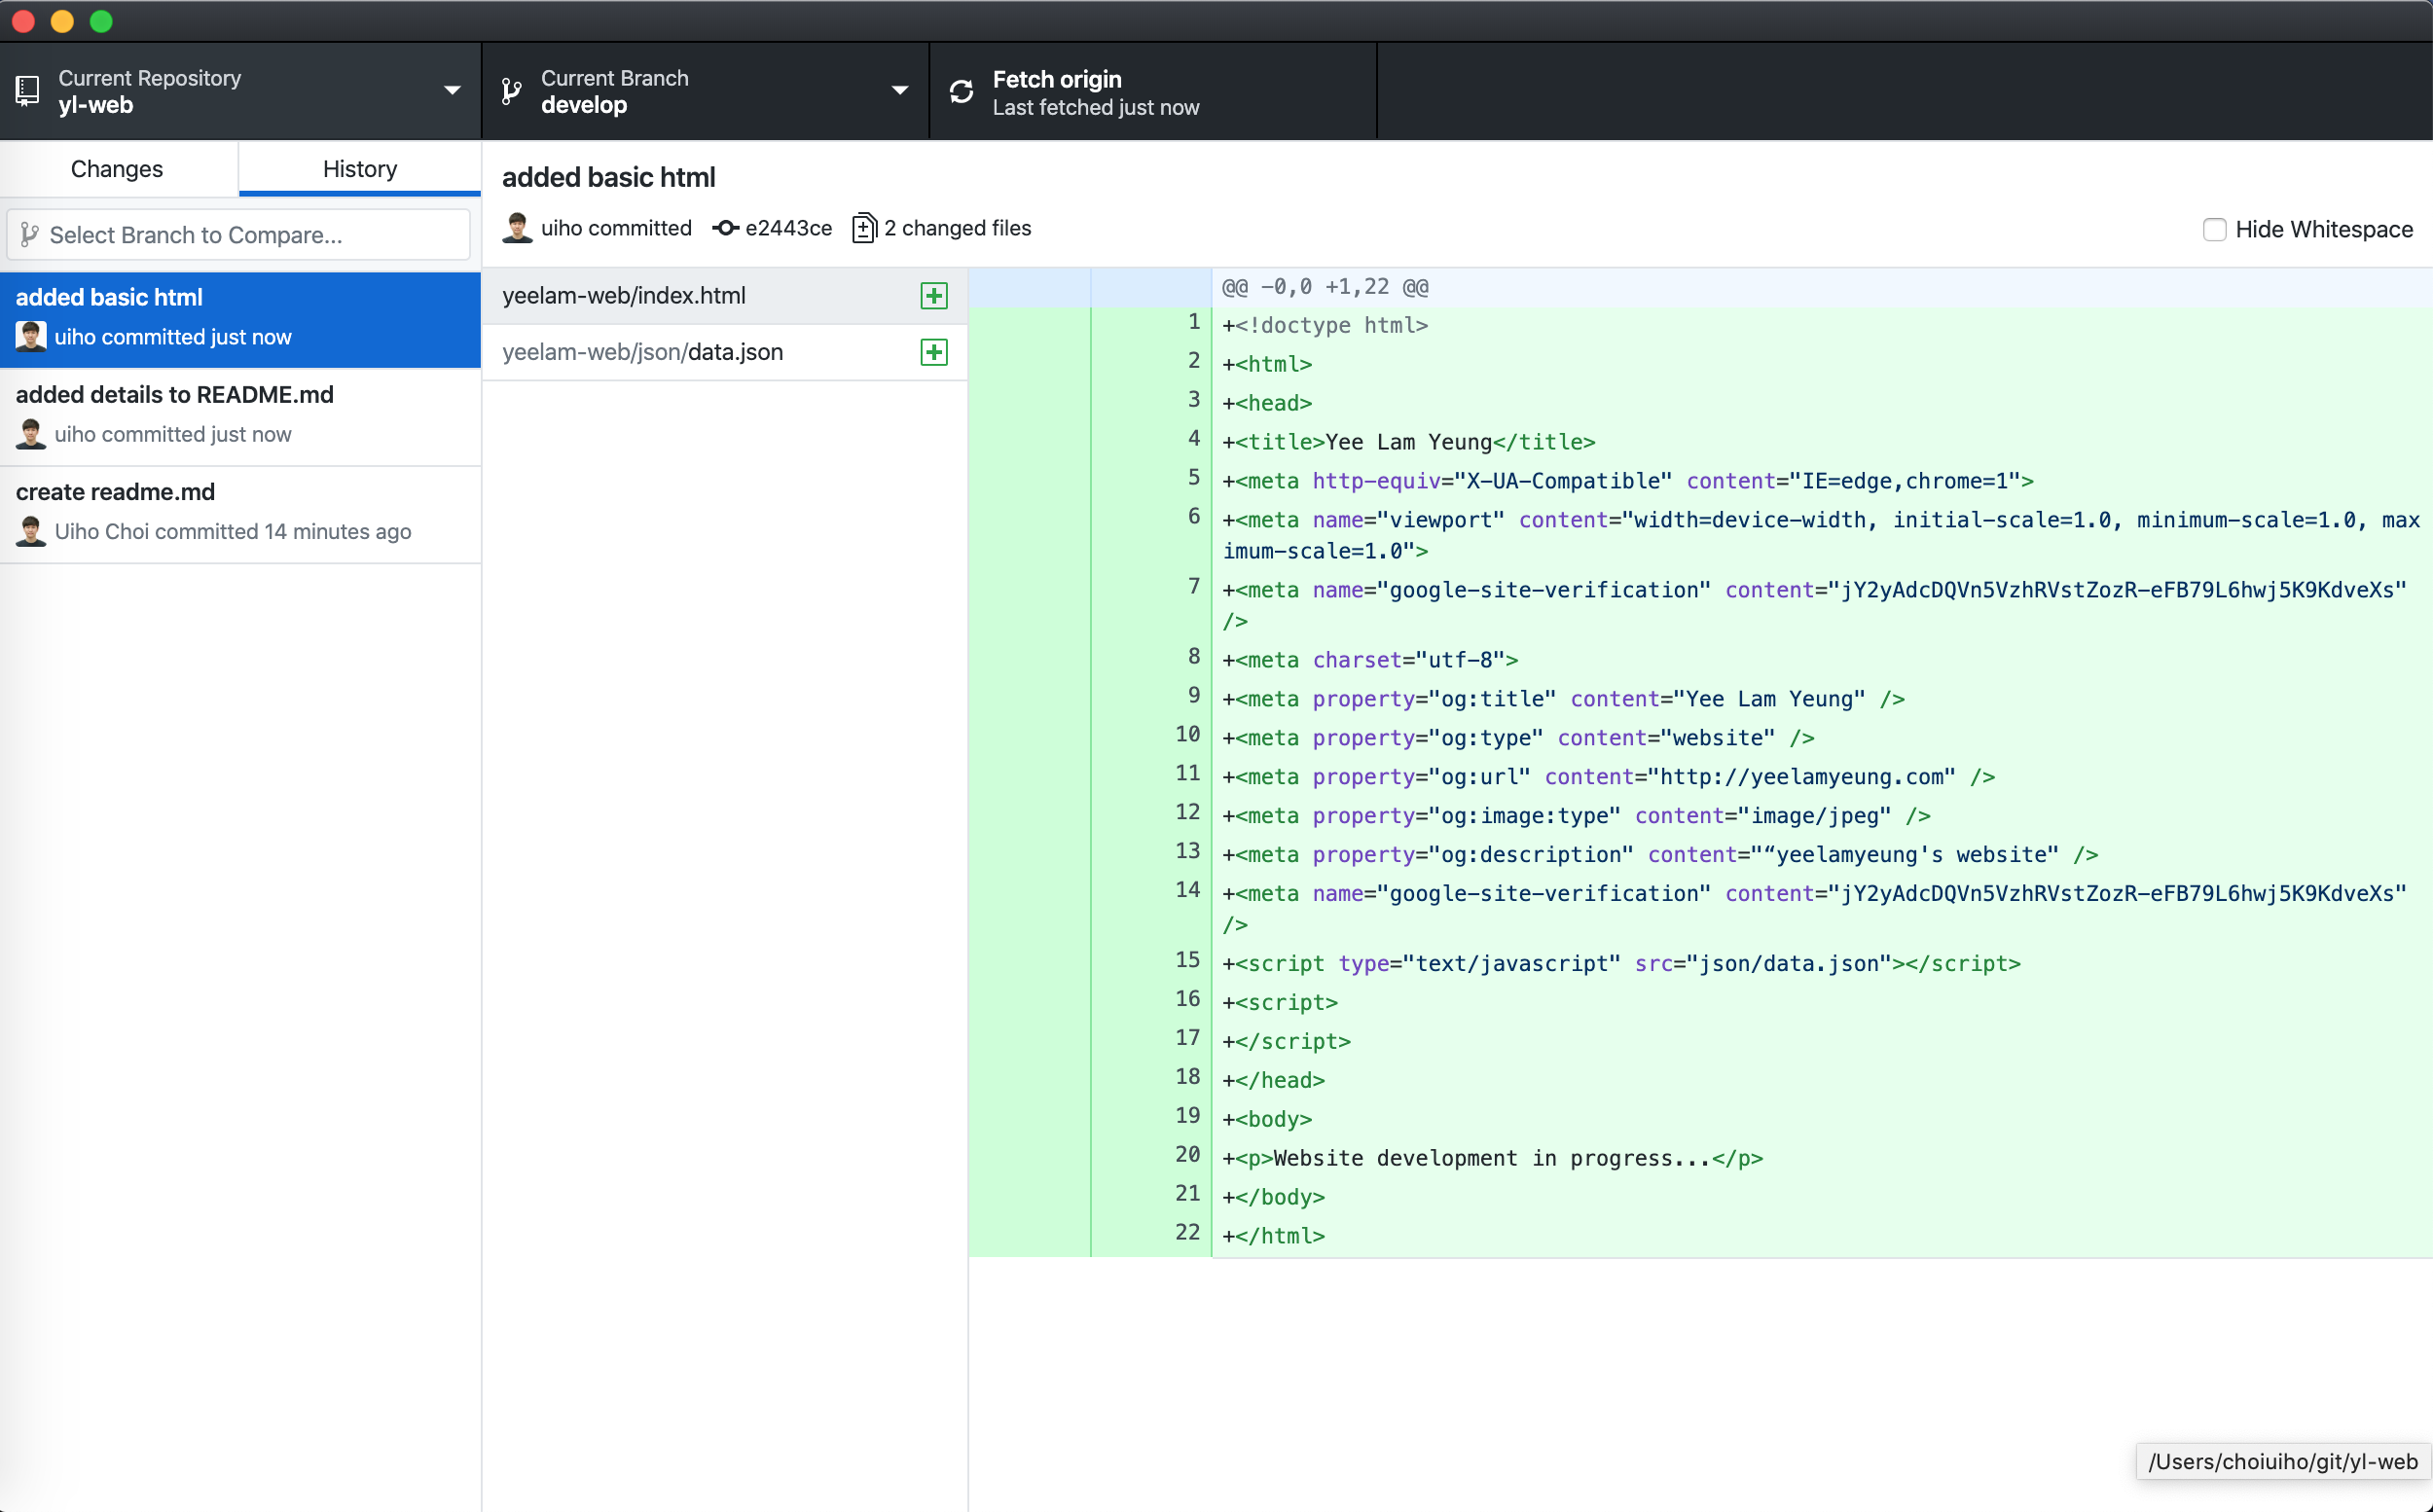 Current Repository
yl-web
Current Branch
develop
Fetch origin
Last fetched just now
Changes
History
Select Branch to Compare...
added basic html
uiho committed just now
added details to README.md
uiho committed just now
create readme.md
Uiho Choi committed 14 minutes ago
added basic html
uiho committed e2443ce 2 changed files
Hide Whitespace
yeelam-web/index.html
yeelam-web/json/data.json
@@ -0,0 +1,22 @@
1 +<!doctype html>
2 +<html>
3 +<head>
4 +<title>Yee Lam Yeung</title>
5 +<meta http-equiv="X-UA-Compatible" content="IE=edge,chrome=1">
6 +<meta name="viewport" content="width=device-width, initial-scale=1.0, minimum-scale=1.0, max
imum-scale=1.0">
7 +<meta name="google-site-verification" content="jY2yAdcDQVn5VzhRVstZozR-eFB79L6hwj5K9KdveXs"
/>
8 +<meta charset="utf-8">
9 +<meta property="og:title" content="Yee Lam Yeung" />
10 +<meta property="og:type" content="website" />
11 +<meta property="og:url" content="http://yeelamyeung.com" />
12 +<meta property="og:image:type" content="image/jpeg" />
13 +<meta property="og:description" content="“yeelamyeung's website" />
14 +<meta name="google-site-verification" content="jY2yAdcDQVn5VzhRVstZozR-eFB79L6hwj5K9KdveXs"
/>
15 +<script type="text/javascript" src="json/data.json"></script>
16 +<script>
17 +</script>
18 +</head>
19 +<body>
20 +<p>Website development in progress...</p>
21 +</body>
22 +</html>
/Users/choiuiho/git/yl-web